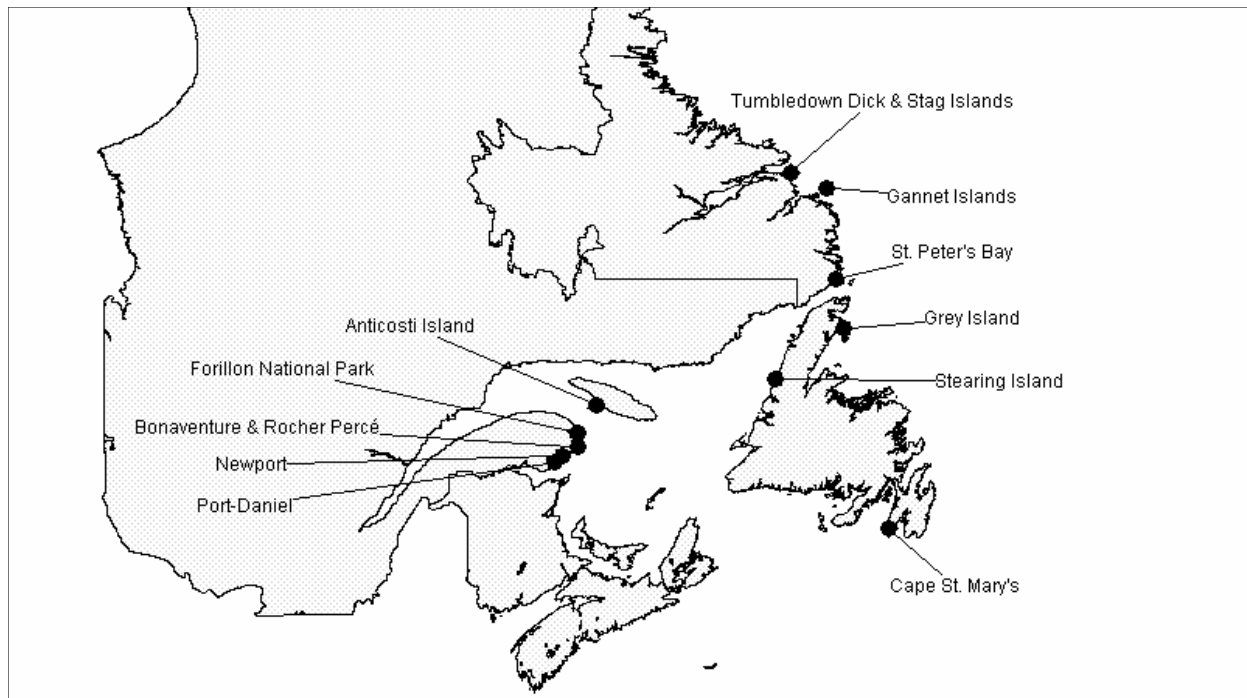 Tumbledown Dick & Stag Islands
Gannet Islands
St. Peter's Bay
Grey Island
Anticosti Island
Forillon National Park
Stearing Island
Bonaventure & Rocher Percé
Newport
Port-Daniel
Cape St. Mary's